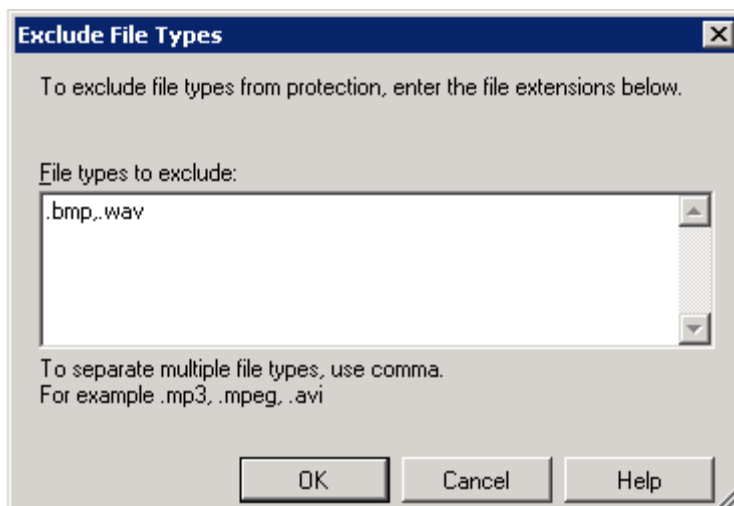 Exclude File Types
To exclude file types from protection, enter the file extensions below.
File types to exclude:
.bmp,.wav
To separate multiple file types, use comma.
For example .mp3, .mpeg, .avi
OK Cancel Help